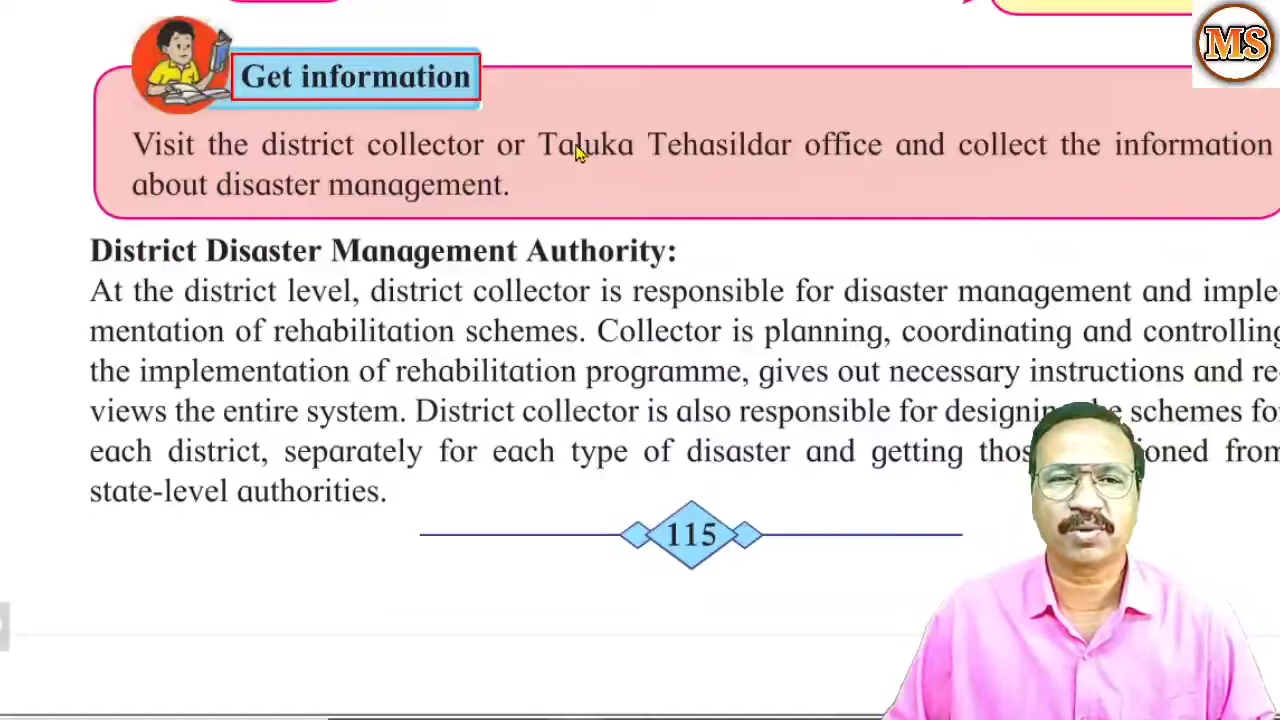 MS
Get information
Visit the district collector or Taluka Tehasildar office and collect the information
about disaster management.
District Disaster Management Authority:
At the district level, district collector is responsible for disaster management and imple-
mentation of rehabilitation schemes. Collector is planning, coordinating and controlling
the implementation of rehabilitation programme, gives out necessary instructions and re-
views the entire system. District collector is also responsible for designing the schemes for
each district, separately for each type of disaster and getting from
state-level authorities.
115